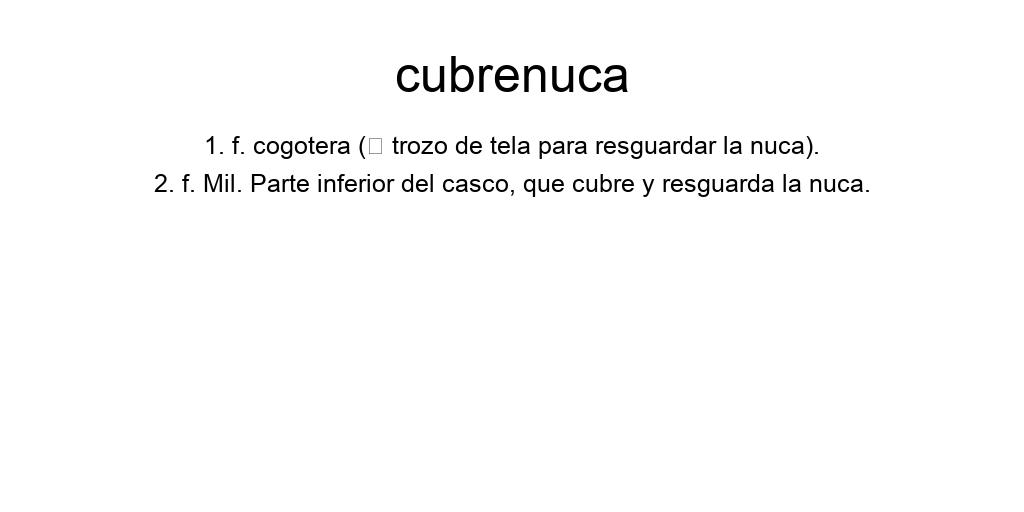 cubrenuca
1. f. cogotera (□ trozo de tela para resguardar la nuca).
2. f. Mil. Parte inferior del casco, que cubre y resguarda la nuca.